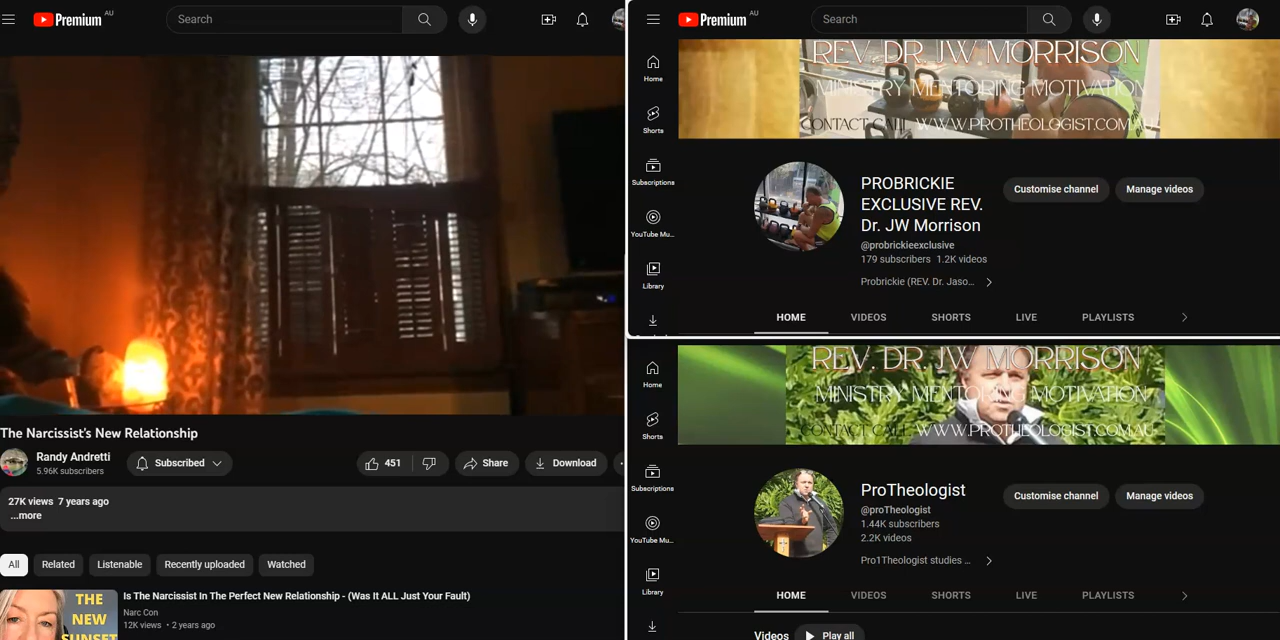 Premium AU
Search
The Narcissist's New Relationship
Randy Andretti
5.96K subscribers
Subscribed
451
Share
Download
27K views 7 years ago
...more
All
Related
Listenable
Recently uploaded
Watched
THE
NEW
SUNSET
Is The Narcissist In The Perfect New Relationship - (Was It ALL Just Your Fault)
Narc Con
12K views • 2 years ago
Premium AU
Search
Home
Shorts
Subscriptions
YouTube Mu...
Library
REV. DR. JW MORRISON
MINISTRY MENTORING MOTIVATION
CONTACT CALL WWW.PROTHEOLOGIST.COM.AU
PROBRICKIE
EXCLUSIVE REV.
Dr. JW Morrison
@probrickieexclusive
179 subscribers 1.2K videos
Probrickie (REV. Dr. Jaso...
Customise channel
Manage videos
HOME
VIDEOS
SHORTS
LIVE
PLAYLISTS
Home
Shorts
Subscriptions
YouTube Mu...
Library
REV. DR. JW MORRISON
MINISTRY MENTORING MOTIVATION
CONTACT CALL WWW.PROTHEOLOGIST.COM.AU
ProTheologist
@proTheologist
1.44K subscribers
2.2K videos
Pro1Theologist studies ...
Customise channel
Manage videos
HOME
VIDEOS
SHORTS
LIVE
PLAYLISTS
Videos
Play all